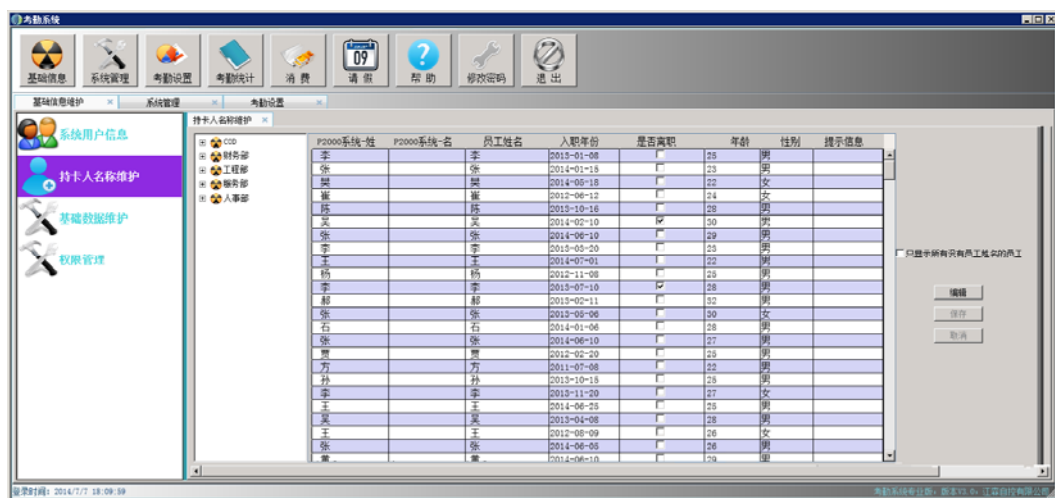 考勤系统
基础信息 系统管理 考勤设置 考勤统计 消 费 请 假 帮 助 修改密码 退 出
09
基础信息维护 × 系统管理 × 考勤设置 ×
系统用户信息
持卡人名称维护
基础数据维护
权限管理
持卡人名称维护 ×
COD
财务部
工程部
服务部
人事部
P2000系统-姓 P2000系统-名 员工姓名 入职年份 是否离职 年龄 性别 提示信息
李 李 2013-01-08 25 男
张 张 2014-01-15 23 男
樊 樊 2014-05-18 22 女
崔 崔 2012-06-12 24 女
陈 陈 2013-10-16 28 男
吴 吴 2014-02-10 30 男
张 张 2014-06-10 29 男
李 李 2013-03-20 23 男
王 王 2014-07-01 22 男
杨 杨 2012-11-08 25 男
李 李 2013-07-10 28 男
郝 郝 2013-02-11 32 男
张 张 2013-05-06 30 女
石 石 2014-01-06 28 男
张 张 2014-06-10 27 男
贾 贾 2012-02-20 25 男
方 方 2011-07-08 22 男
孙 孙 2013-10-15 25 男
李 李 2013-11-20 27 女
王 王 2014-06-25 25 男
吴 吴 2013-04-08 28 男
王 王 2012-08-09 26 女
张 张 2014-06-05 26 男
黄 黄 2014-06-10 29 男
只显示所有没有员工姓名的员工
编辑
保存
取消
登录时间: 2014/7/7 18:09:59